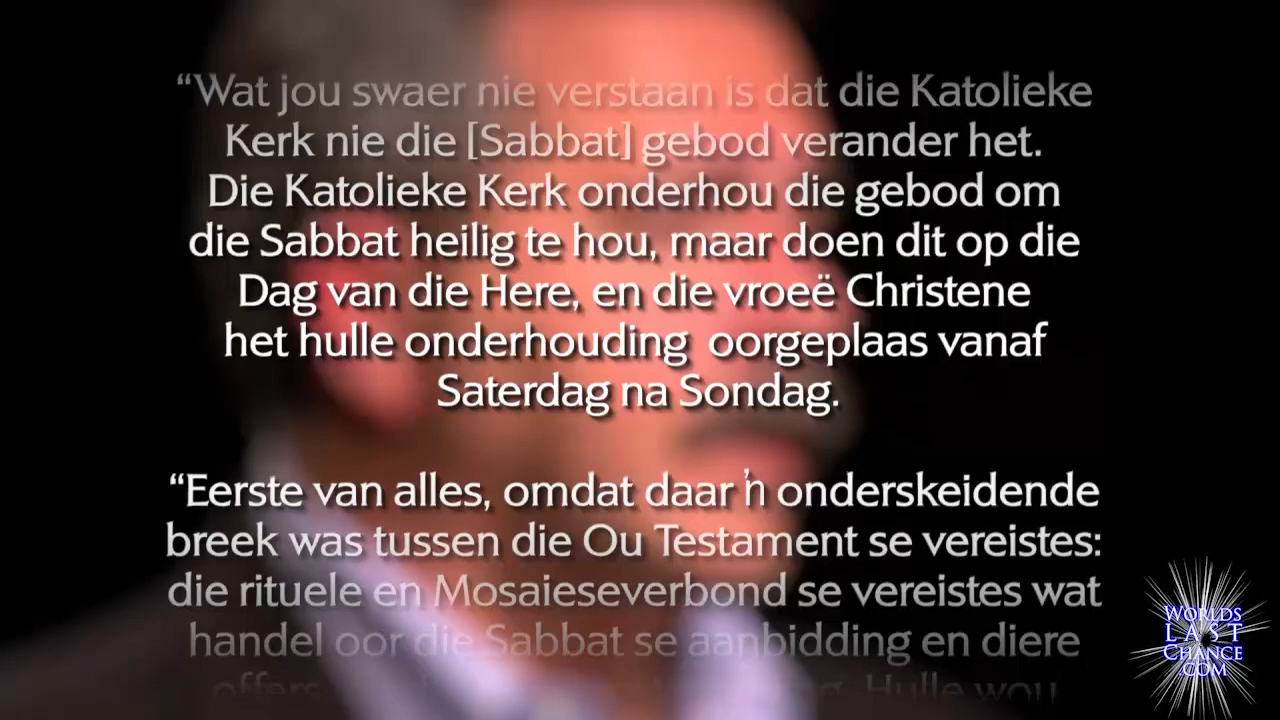 “Wat jou swaer nie verstaan is dat die Katolieke
Kerk nie die [Sabbat] gebod verander het.
Die Katolieke Kerk onderhou die gebod om
die Sabbat heilig te hou, maar doen dit op die
Dag van die Here, en die vroeë Christene
het hulle onderhouding oorgeplaas vanaf
Saterdag na Sondag.
“Eerste van alles, omdat daar ŉ onderskeidende
breek was tussen die Ou Testament se vereistes:
die rituele en Mosaieseverbond se vereistes wat
handel oor die Sabbat se aanbidding en diere
offers Hulle wou
WORLDS
LAST
CHANCE
.COM